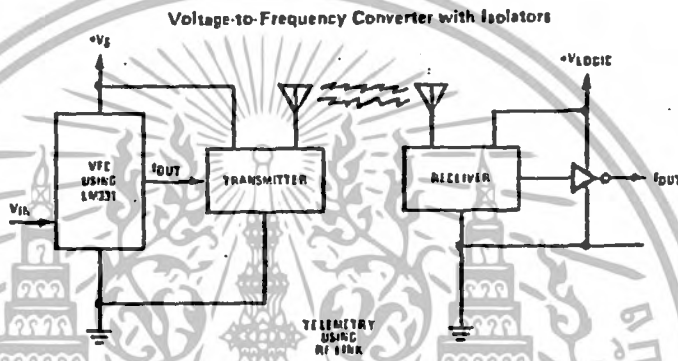 Voltage-to-Frequency Converter with Isolators
+VS
+VLOGIC
VFC
USING
LM331
fOUT
TRANSMITTER
RECEIVER
fOUT
VIN
TELEMETRY
USING
RF LINK